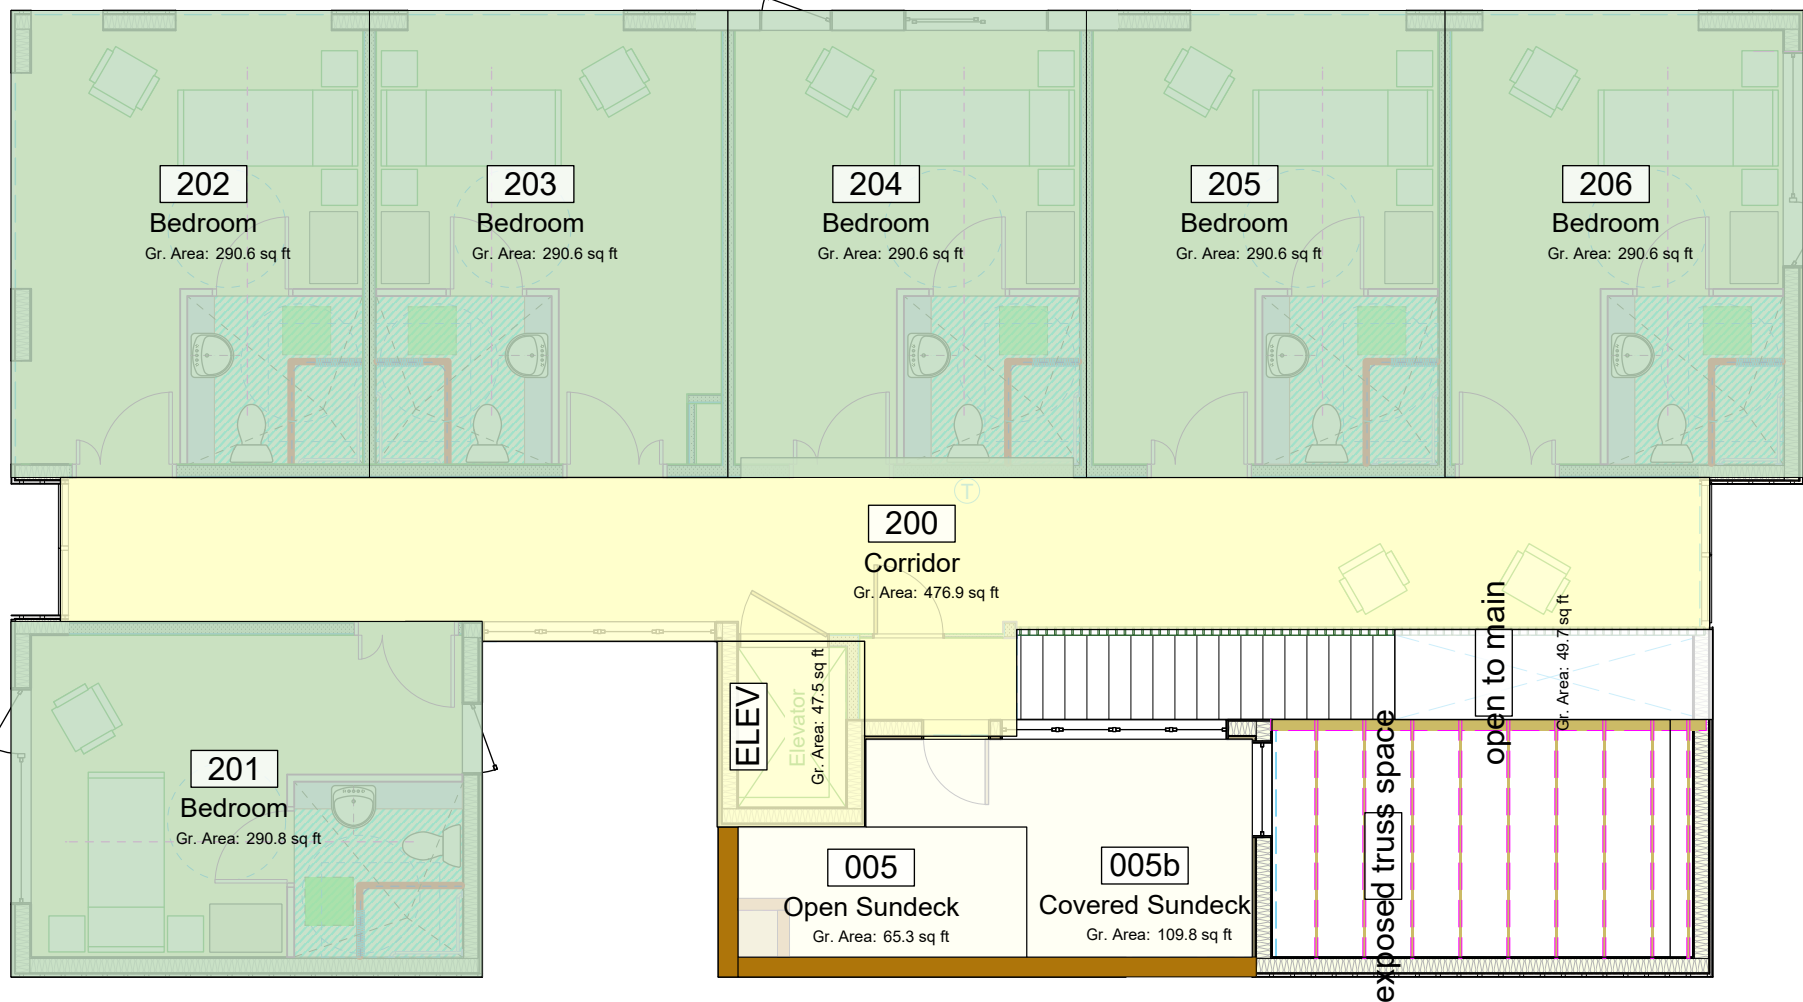 202
Bedroom
Gr. Area: 290.6 sq ft
203
Bedroom
Gr. Area: 290.6 sq ft
204
Bedroom
Gr. Area: 290.6 sq ft
205
Bedroom
Gr. Area: 290.6 sq ft
206
Bedroom
Gr. Area: 290.6 sq ft
T
200
Corridor
Gr. Area: 476.9 sq ft
201
Bedroom
Gr. Area: 290.8 sq ft
ELEV
Elevator
Gr. Area: 47.5 sq ft
open to main
Gr. Area: 49.7 sq ft
exposed truss space
005
Open Sundeck
Gr. Area: 65.3 sq ft
005b
Covered Sundeck
Gr. Area: 109.8 sq ft